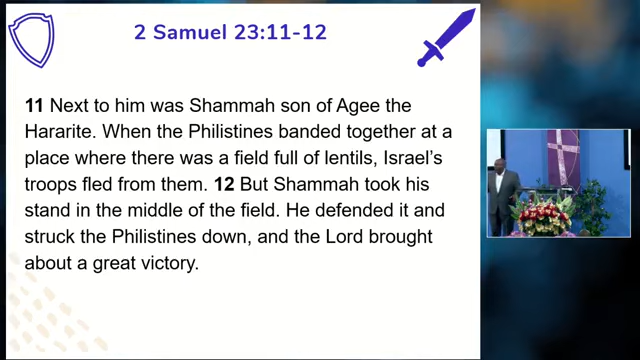 2 Samuel 23:11-12
11 Next to him was Shammah son of Agee the
Hararite. When the Philistines banded together at a
place where there was a field full of lentils, Israel's
troops fled from them. 12 But Shammah took his
stand in the middle of the field. He defended it and
struck the Philistines down, and the Lord brought
about a great victory.